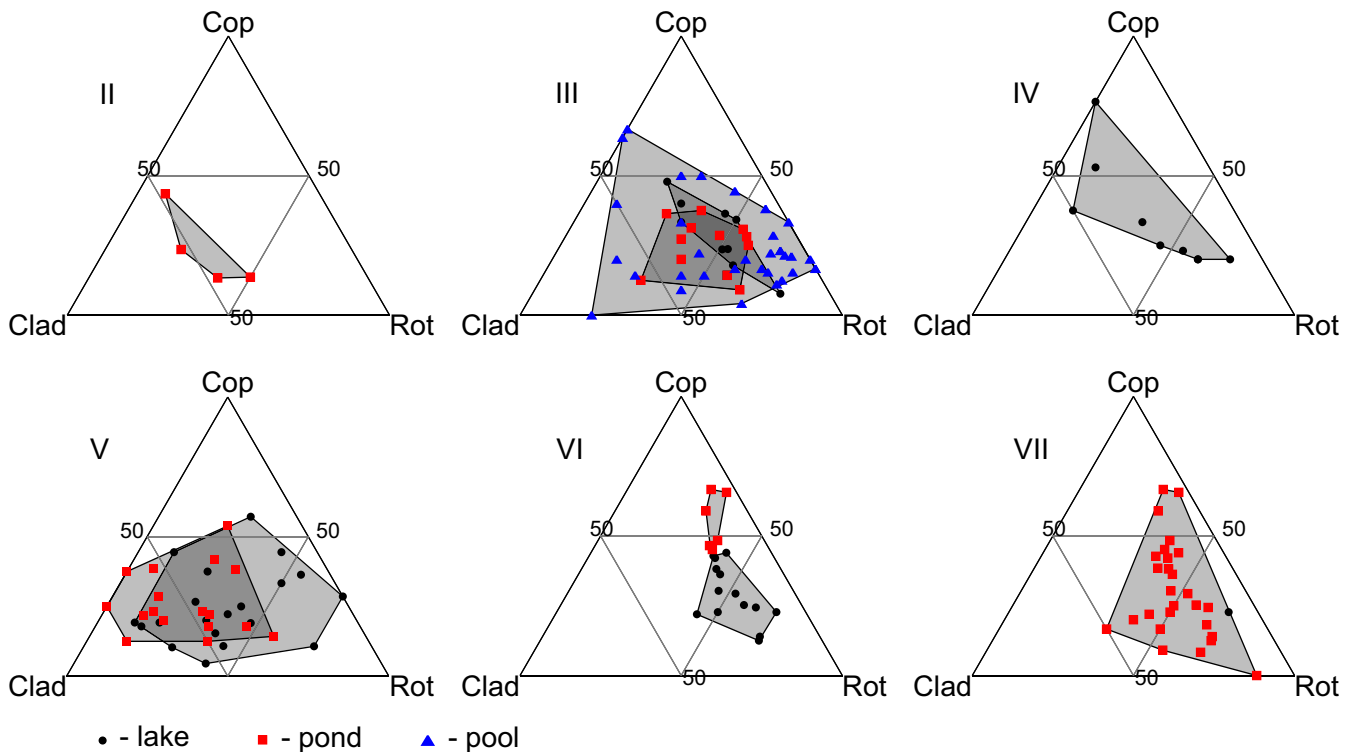 Cop Cop Cop
II III IV
50 50 50 50 50 50
50 50 50
Clad Rot Clad Rot Clad Rot
Cop Cop Cop
V VI VII
50 50 50 50 50 50
50 50 50
Clad Rot Clad Rot Clad Rot
- lake - pond - pool